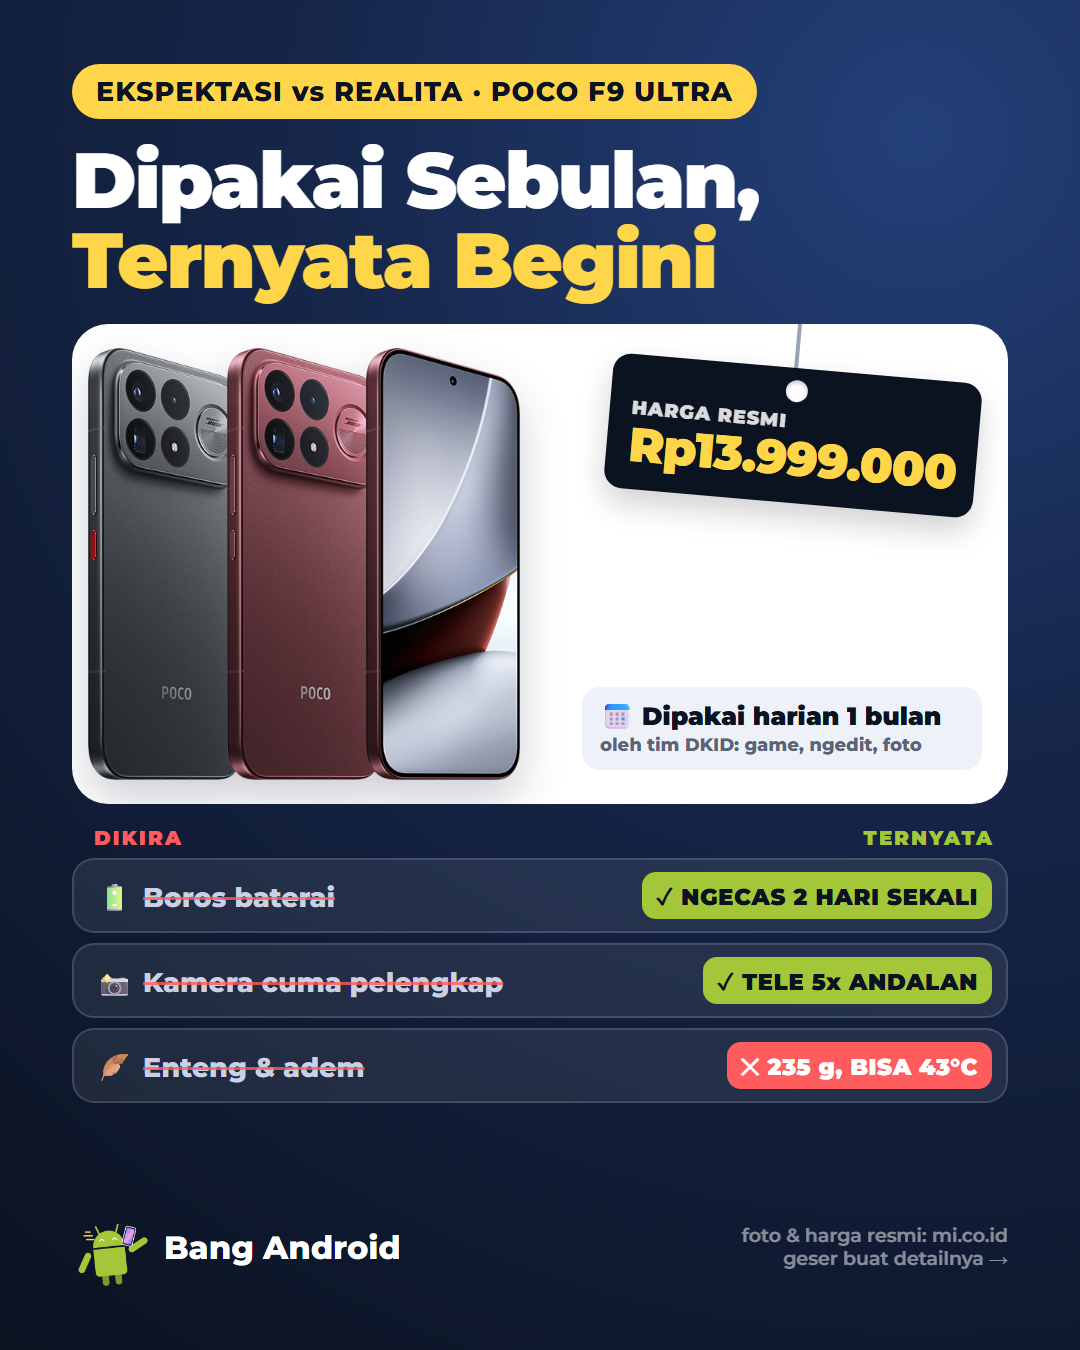 EKSPEKTASI vs REALITA • POCO F9 ULTRA
Dipakai Sebulan,
Ternyata Begini
HARGA RESMI
Rp13.999.000
POCO
POCO
Dipakai harian 1 bulan
oleh tim DKID: game, ngedit, foto
DIKIRA
TERNYATA
Boros baterai
✓ NGECAS 2 HARI SEKALI
Kamera cuma pelengkap
✓ TELE 5x ANDALAN
Enteng & adem
✕ 235 g, BISA 43°C
Bang Android
foto & harga resmi: mi.co.id
geser buat detailnya →